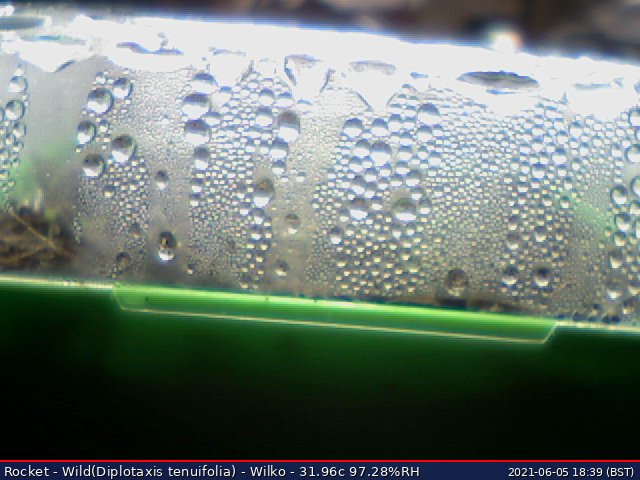 Rocket - Wild(Diplotaxis tenuifolia) - Wilko - 31.96c 97.28%RH 2021-06-05 18:39 (BST)